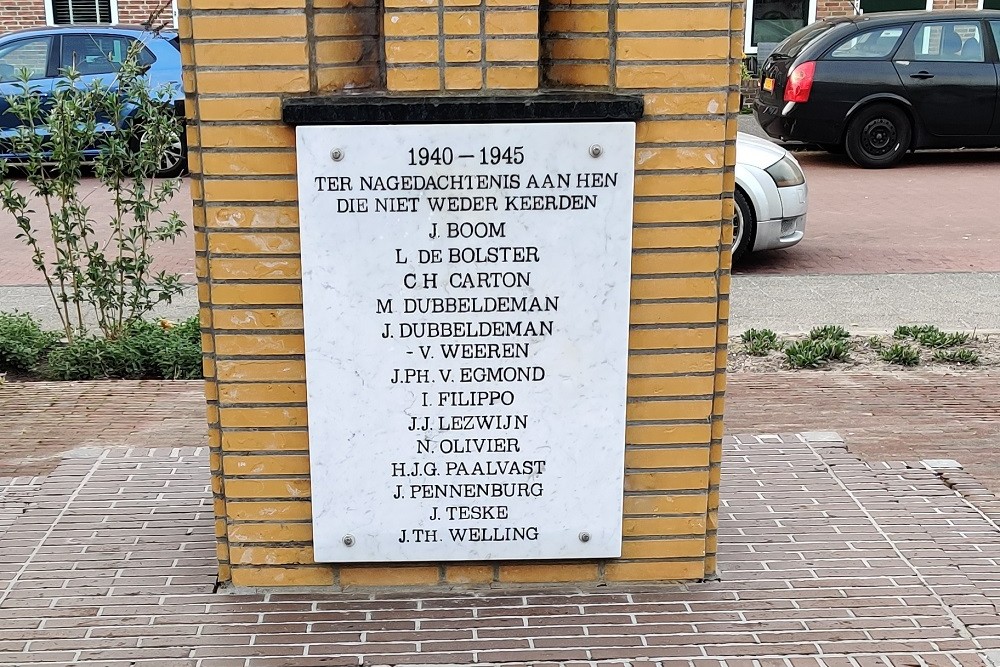 1940 – 1945
TER NAGEDACHTENIS AAN HEN
DIE NIET WEDER KEERDEN
J. BOOM
L. DE BOLSTER
C H CARTON
M DUBBELDEMAN
J. DUBBELDEMAN
- V. WEEREN
J.PH. V. EGMOND
I. FILIPPO
J.J. LEZWIJN
N. OLIVIER
H.J.G. PAALVAST
J. PENNENBURG
J. TESKE
J.TH. WELLING